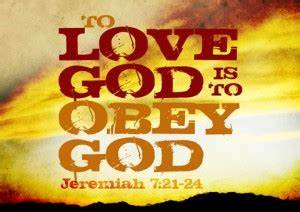 TO
LOVE
GOD IS TO
OBEY
GOD
Jeremiah 7:21-24